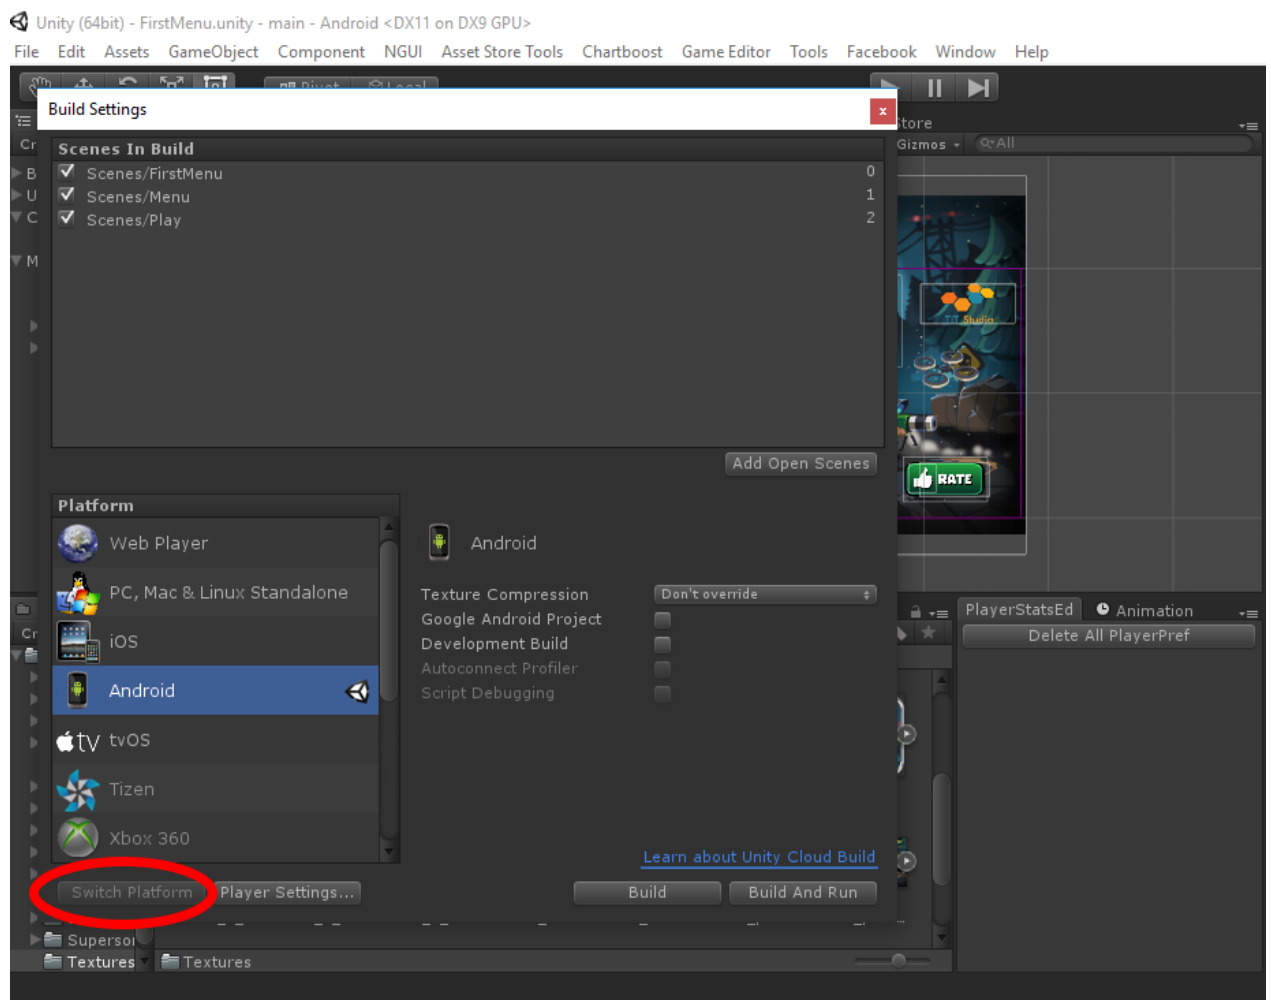 Unity (64bit) - FirstMenu.unity - main - Android <DX11 on DX9 GPU>
File Edit Assets GameObject Component NGUI Asset Store Tools Chartboost Game Editor Tools Facebook Window Help
Build Settings
x
Gizmos
All
Scenes In Build
Scenes/FirstMenu 0
Scenes/Menu 1
Scenes/Play 2
B
U
C
M
TIT Studio
RATE
Add Open Scenes
Platform
Web Player
PC, Mac & Linux Standalone
iOS
Android
tv tvOS
Tizen
Xbox 360
Android
Texture Compression Don't override
Google Android Project
Development Build
Autoconnect Profiler
Script Debugging
Learn about Unity Cloud Build
Switch Platform Player Settings... Build Build And Run
PlayerStatsEd Animation
Delete All PlayerPref
Textures Textures